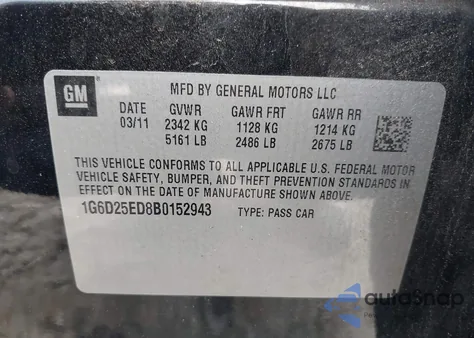 GM
MFD BY GENERAL MOTORS LLC
DATE GVWR GAWR FRT GAWR RR
03/11 2342 KG 1128 KG 1214 KG
5161 LB 2486 LB 2675 LB
THIS VEHICLE CONFORMS TO ALL APPLICABLE U.S. FEDERAL MOTOR
VEHICLE SAFETY, BUMPER, AND THEFT PREVENTION STANDARDS IN
EFFECT ON THE DATE OF MANUFACTURE SHOWN ABOVE.
1G6D25ED8B0152943 TYPE: PASS CAR
autoSnap